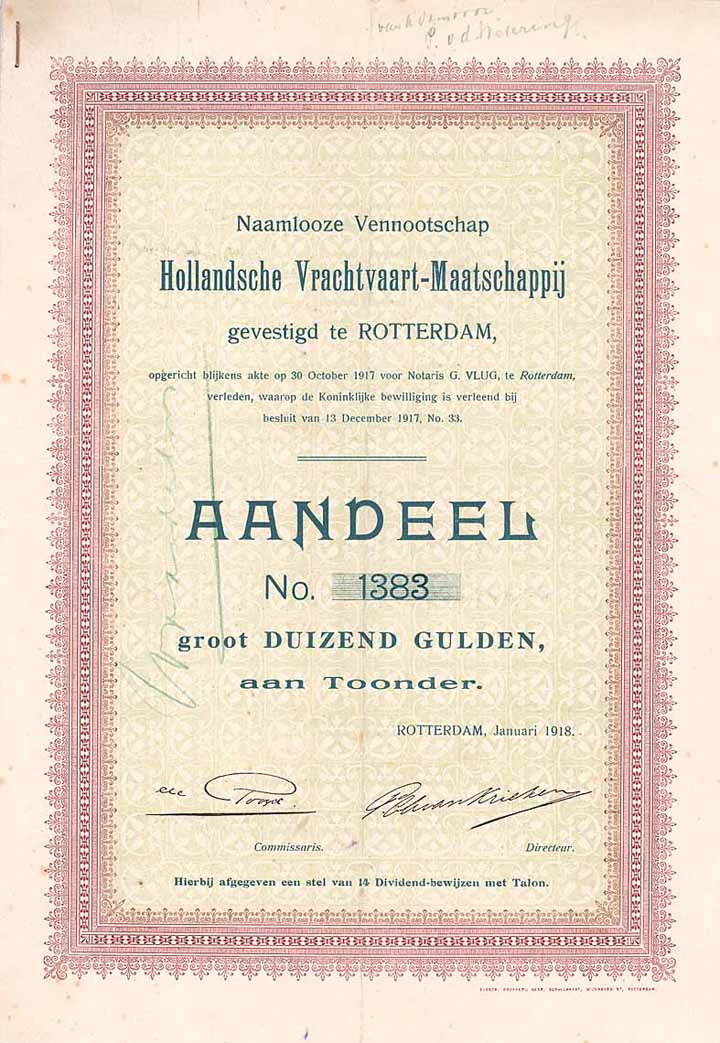 Naamlooze Vennootschap
Hollandsche Vrachtvaart-Maatschappij
gevestigd te ROTTERDAM,
opgericht blijkens akte op 30 October 1917 voor Notaris G. VLUG, te Rotterdam,
verleden, waarop de Koninklijke bewilliging is verleend bij
besluit van 13 December 1917, No. 33.
AANDEEL
No. 1383
groot DUIZEND GULDEN,
aan Toonder.
ROTTERDAM, Januari 1918.
Commissaris. Directeur.
Hierbij afgegeven een stel van 14 Dividend-bewijzen met Talon.